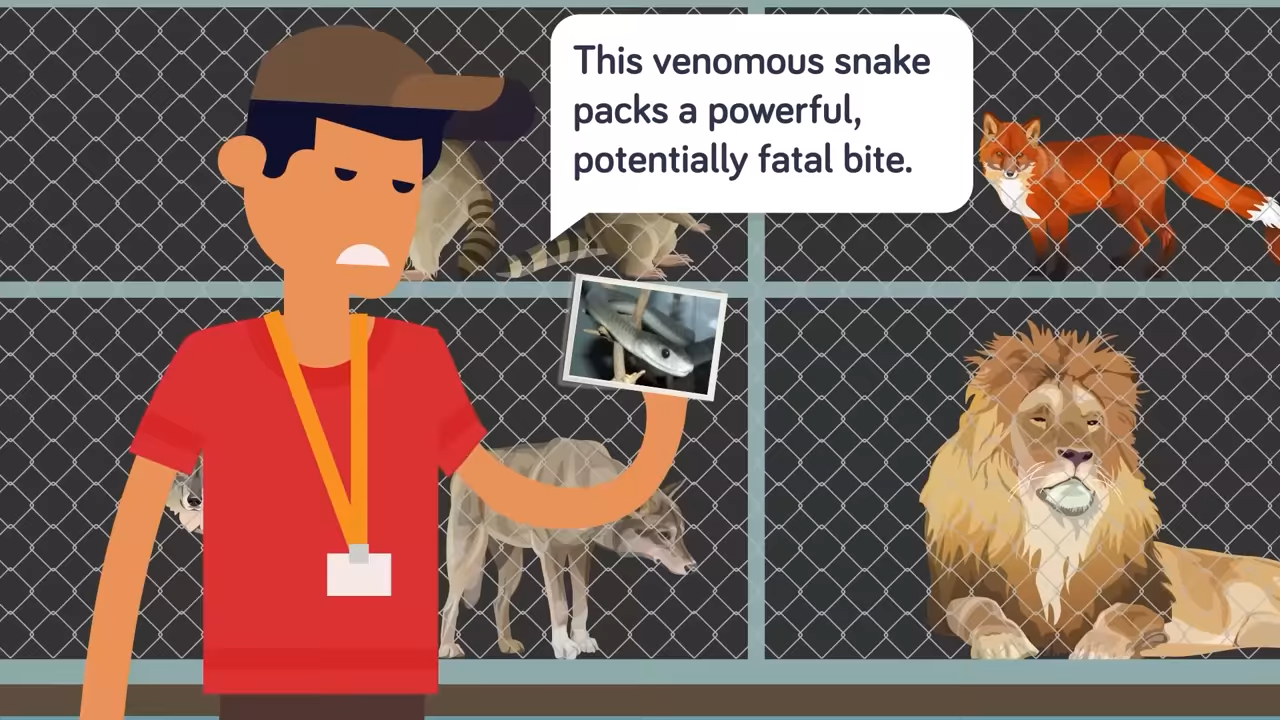 This venomous snake
packs a powerful,
potentially fatal bite.